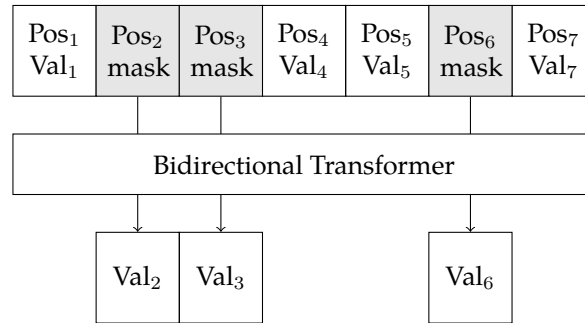 Pos₁ Pos₂ Pos₃ Pos₄ Pos₅ Pos₆ Pos₇
Val₁ mask mask Val₄ Val₅ mask Val₇
Bidirectional Transformer
Val₂ Val₃ Val₆